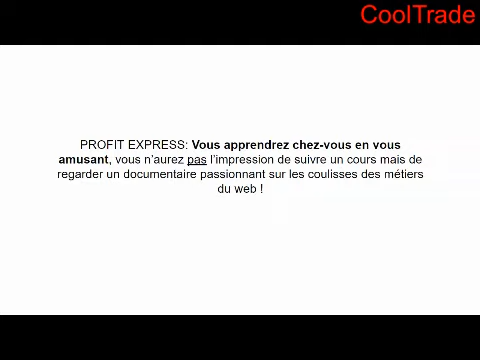 CoolTrade
PROFIT EXPRESS: Vous apprendrez chez-vous en vous
amusant, vous n’aurez pas l’impression de suivre un cours mais de
regarder un documentaire passionnant sur les coulisses des métiers
du web !